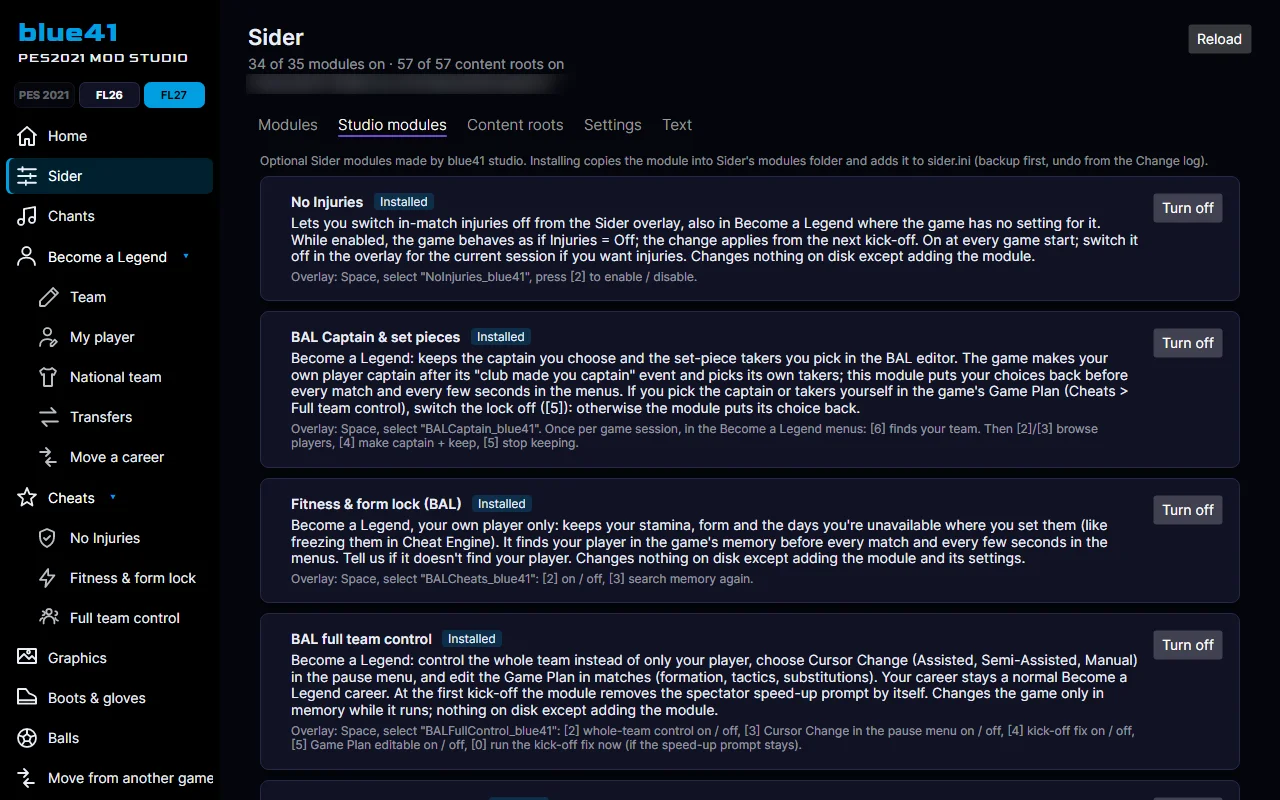 blue41
PES2021 MOD STUDIO
PES 2021
FL26
FL27
Home
Sider
Chants
Become a Legend
Team
My player
National team
Transfers
Move a career
Cheats
No Injuries
Fitness & form lock
Full team control
Graphics
Boots & gloves
Balls
Move from another game
Sider
34 of 35 modules on · 57 of 57 content roots on
Reload
Modules
Studio modules
Content roots
Settings
Text
Optional Sider modules made by blue41 studio. Installing copies the module into Sider's modules folder and adds it to sider.ini (backup first, undo from the Change log).
No Injuries
Installed
Turn off
Lets you switch in-match injuries off from the Sider overlay, also in Become a Legend where the game has no setting for it.
While enabled, the game behaves as if Injuries = Off; the change applies from the next kick-off. On at every game start; switch it
off in the overlay for the current session if you want injuries. Changes nothing on disk except adding the module.
Overlay: Space, select "NoInjuries_blue41", press [2] to enable / disable.
BAL Captain & set pieces
Installed
Turn off
Become a Legend: keeps the captain you choose and the set-piece takers you pick in the BAL editor. The game makes your
own player captain after its "club made you captain" event and picks its own takers; this module puts your choices back before
every match and every few seconds in the menus. If you pick the captain or takers yourself in the game's Game Plan (Cheats >
Full team control), switch the lock off ([5]): otherwise the module puts its choice back.
Overlay: Space, select "BALCaptain_blue41". Once per game session, in the Become a Legend menus: [6] finds your team. Then [2]/[3] browse
players, [4] make captain + keep, [5] stop keeping.
Fitness & form lock (BAL)
Installed
Turn off
Become a Legend, your own player only: keeps your stamina, form and the days you're unavailable where you set them (like
freezing them in Cheat Engine). It finds your player in the game's memory before every match and every few seconds in the
menus. Tell us if it doesn't find your player. Changes nothing on disk except adding the module and its settings.
Overlay: Space, select "BALCheats_blue41": [2] on / off, [3] search memory again.
BAL full team control
Installed
Turn off
Become a Legend: control the whole team instead of only your player, choose Cursor Change (Assisted, Semi-Assisted, Manual)
in the pause menu, and edit the Game Plan in matches (formation, tactics, substitutions). Your career stays a normal Become a
Legend career. At the first kick-off the module removes the spectator speed-up prompt by itself. Changes the game only in
memory while it runs; nothing on disk except adding the module.
Overlay: Space, select "BALFullControl_blue41": [2] whole-team control on / off, [3] Cursor Change in the pause menu on / off, [4] kick-off fix on / off,
[5] Game Plan editable on / off, [0] run the kick-off fix now (if the speed-up prompt stays).